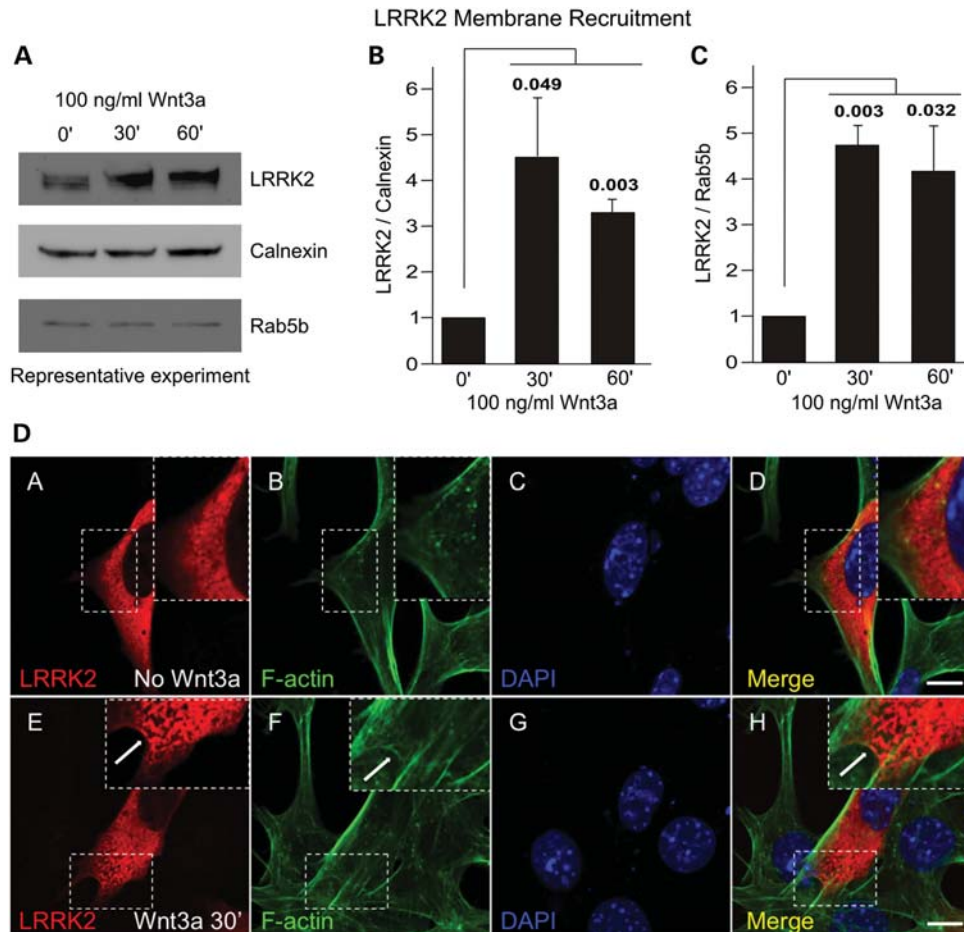 LRRK2 Membrane Recruitment
A
100 ng/ml Wnt3a
0' 30' 60'
LRRK2
Calnexin
Rab5b
Representative experiment
B
LRRK2 / Calnexin
6
5
4
3
2
1
0
0.049
0.003
0' 30' 60'
100 ng/ml Wnt3a
C
LRRK2 / Rab5b
6
5
4
3
2
1
0
0.003 0.032
0' 30' 60'
100 ng/ml Wnt3a
D
A B C D
LRRK2 No Wnt3a F-actin DAPI Merge
E F G H
LRRK2 Wnt3a 30' F-actin DAPI Merge